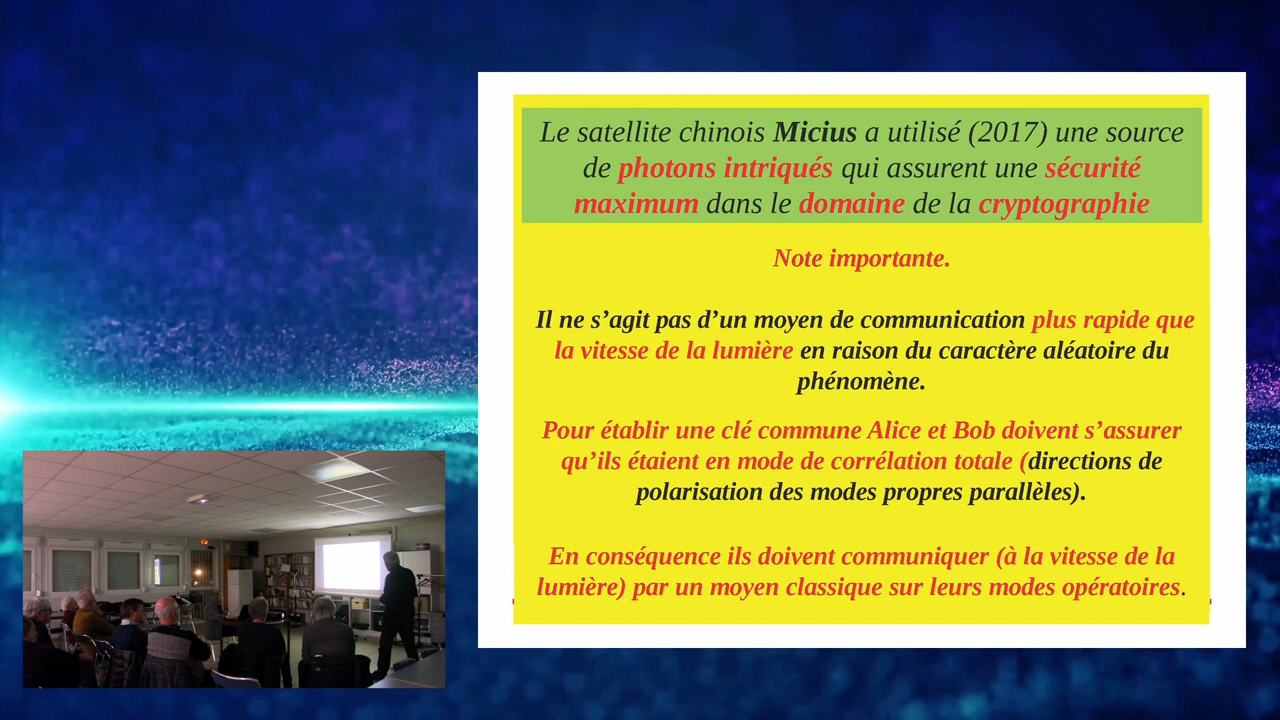 Le satellite chinois Micius a utilisé (2017) une source
de photons intriqués qui assurent une sécurité
maximum dans le domaine de la cryptographie
Note importante.
Il ne s’agit pas d’un moyen de communication plus rapide que
la vitesse de la lumière en raison du caractère aléatoire du
phénomène.
Pour établir une clé commune Alice et Bob doivent s’assurer
qu’ils étaient en mode de corrélation totale (directions de
polarisation des modes propres parallèles).
En conséquence ils doivent communiquer (à la vitesse de la
lumière) par un moyen classique sur leurs modes opératoires.